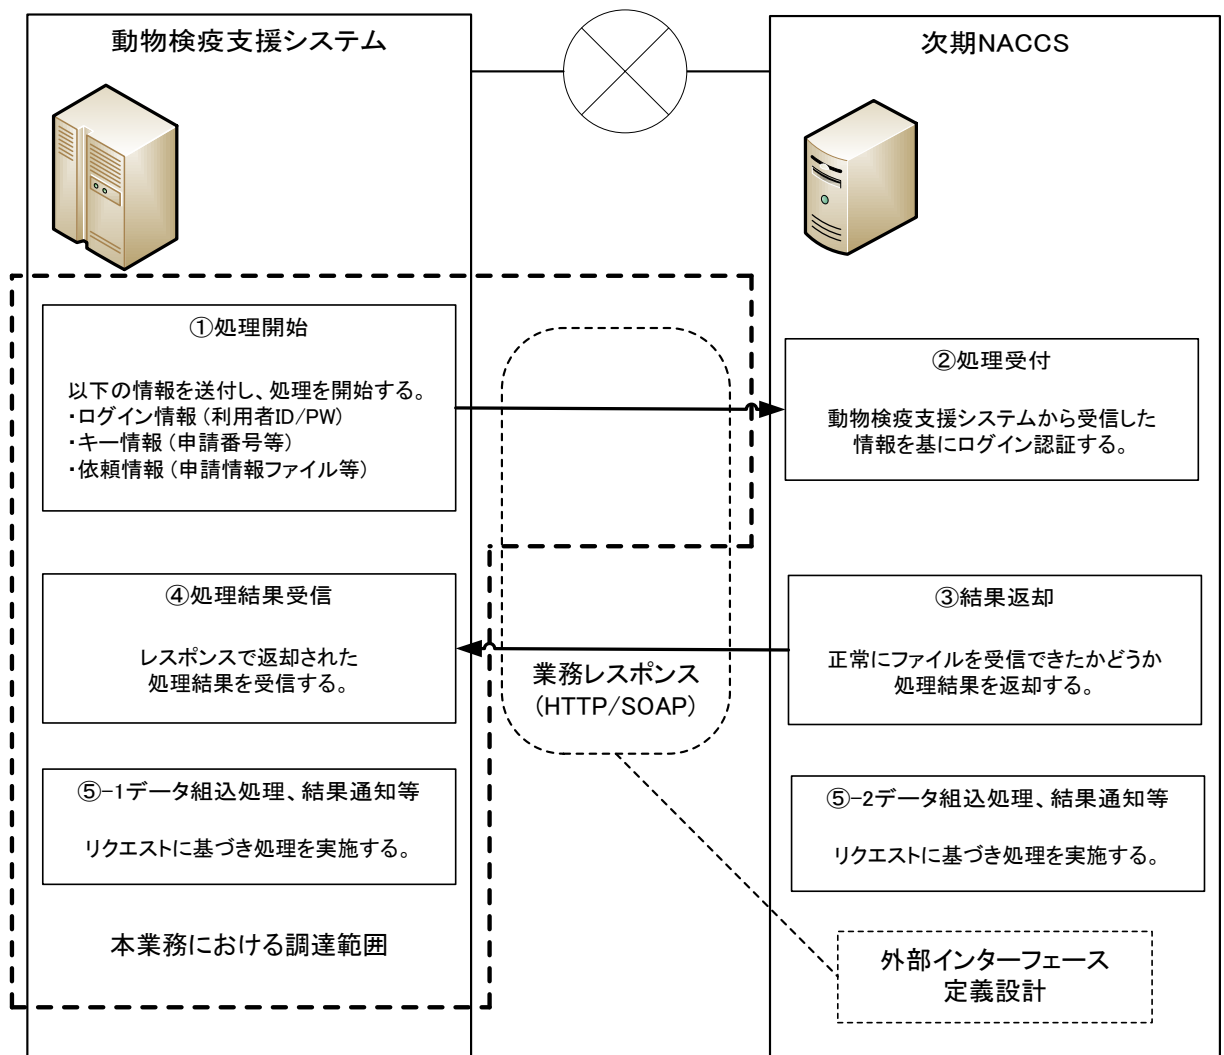 動物検疫支援システム
次期NACCS
①処理開始
以下の情報を送付し、処理を開始する。
・ログイン情報（利用者ID/PW）
・キー情報（申請番号等）
・依頼情報（申請情報ファイル等）
②処理受付
動物検疫支援システムから受信した
情報を基にログイン認証する。
④処理結果受信
レスポンスで返却された
処理結果を受信する。
業務レスポンス
（HTTP/SOAP）
③結果返却
正常にファイルを受信できたかどうか
処理結果を返却する。
⑤-1データ組込処理、結果通知等
リクエストに基づき処理を実施する。
⑤-2データ組込処理、結果通知等
リクエストに基づき処理を実施する。
本業務における調達範囲
外部インターフェース
定義設計